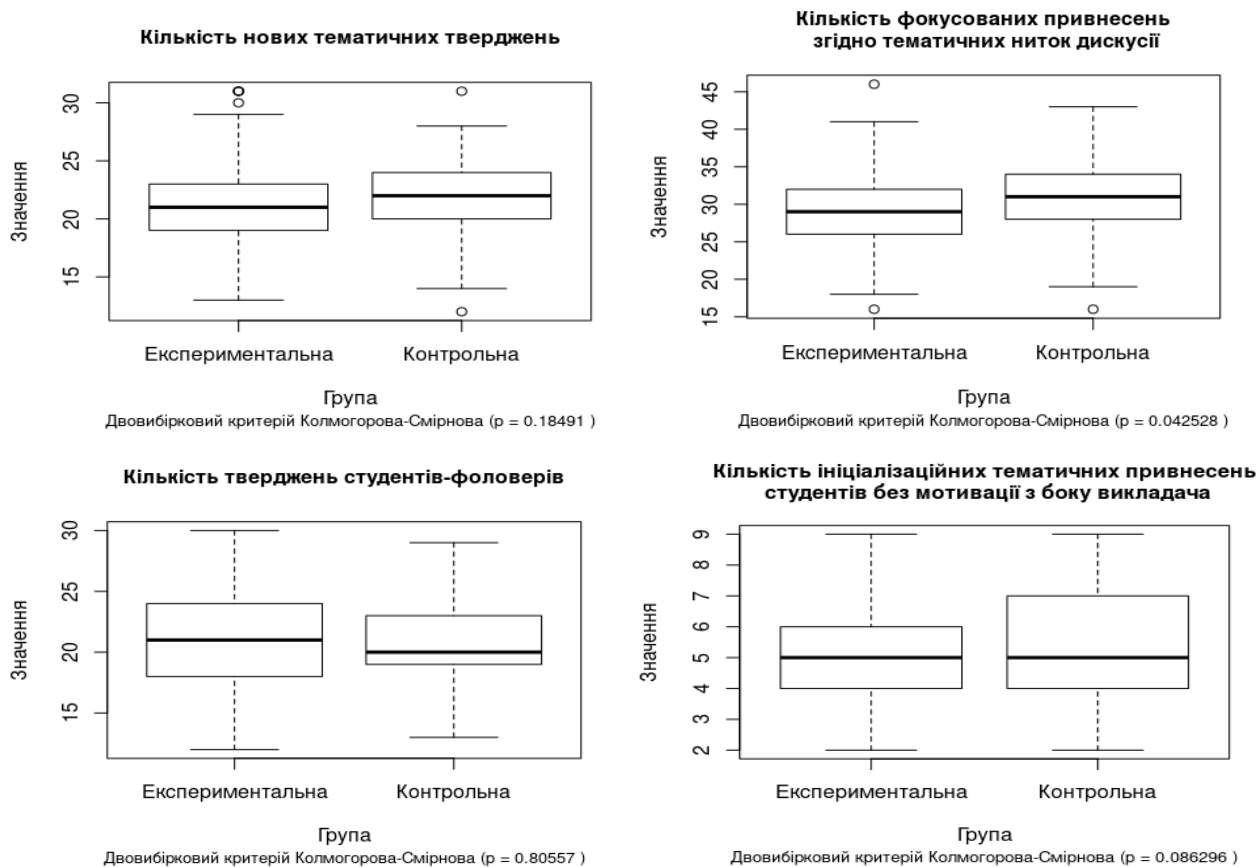 Кількість нових тематичних тверджень
Значення
30
25
20
15
Експериментальна Контрольна
Група
Двовибірковий критерій Колмогорова-Смірнова (p = 0.18491 )
Кількість фокусованих привнесень
згідно тематичних ниток дискусії
Значення
45
40
35
30
25
20
15
Експериментальна Контрольна
Група
Двовибірковий критерій Колмогорова-Смірнова (p = 0.042528 )
Кількість тверджень студентів-фоловерів
Значення
30
25
20
15
Експериментальна Контрольна
Група
Двовибірковий критерій Колмогорова-Смірнова (p = 0.80557 )
Кількість ініціалізаційних тематичних привнесень
студентів без мотивації з боку викладача
Значення
9
8
7
6
5
4
3
2
Експериментальна Контрольна
Група
Двовибірковий критерій Колмогорова-Смірнова (p = 0.086296 )